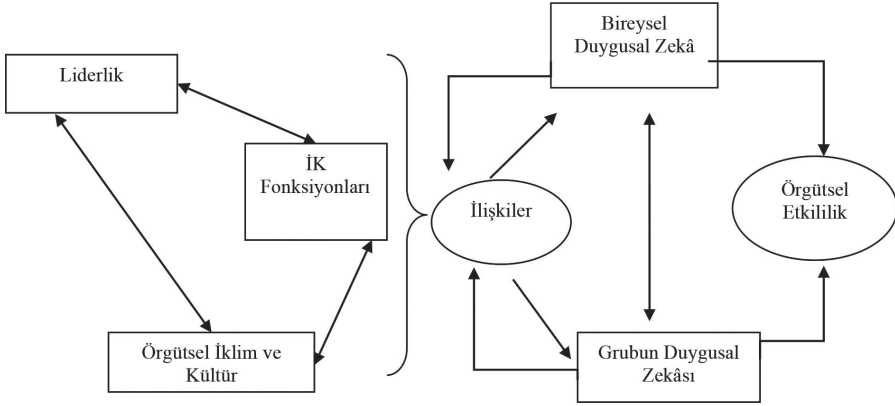 Liderlik
İK
Fonksiyonları
Örgütsel İklim ve
Kültür
İlişkiler
Bireysel
Duygusal Zekâ
Grubun Duygusal
Zekâsı
Örgütsel
Etkililik